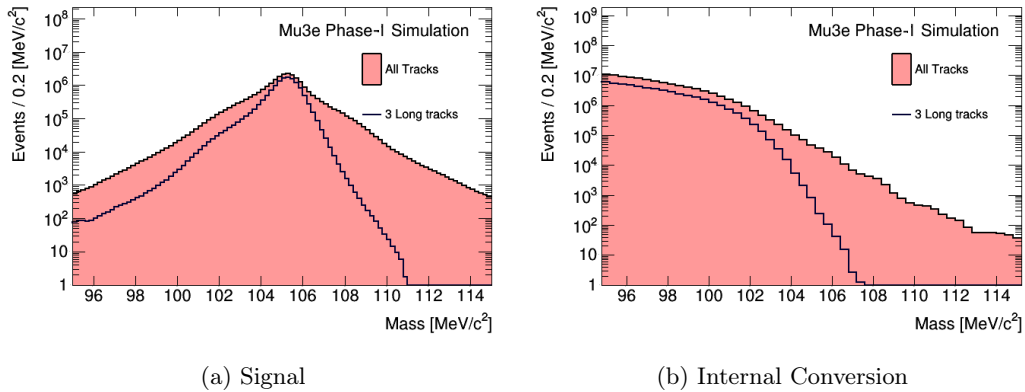 Events / 0.2 [MeV/c²]
10⁸
10⁷
10⁶
10⁵
10⁴
10³
10²
10
1
Mu3e Phase-I Simulation
All Tracks
3 Long tracks
96 98 100 102 104 106 108 110 112 114
Mass [MeV/c²]
(a) Signal
Events / 0.2 [MeV/c²]
10⁹
10⁸
10⁷
10⁶
10⁵
10⁴
10³
10²
10
1
Mu3e Phase-I Simulation
All Tracks
3 Long tracks
96 98 100 102 104 106 108 110 112 114
Mass [MeV/c²]
(b) Internal Conversion